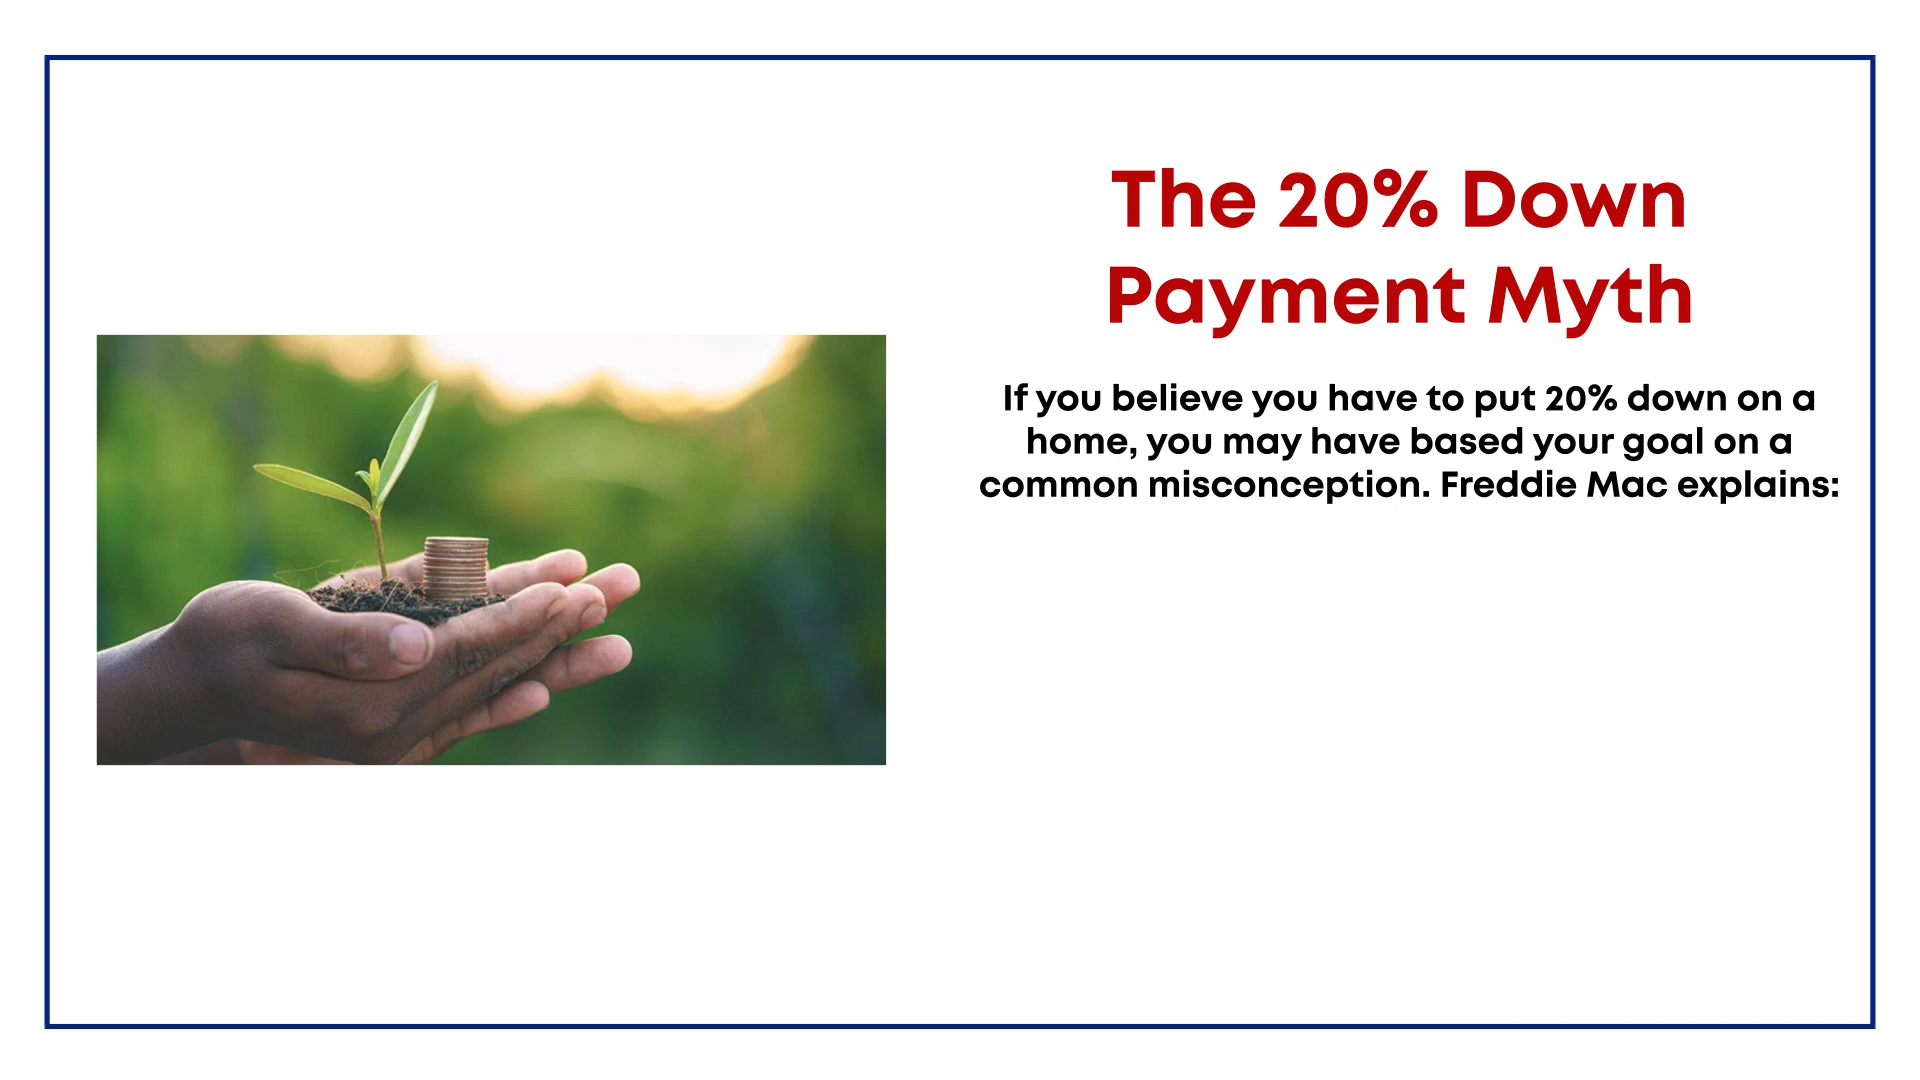 The 20% Down
Payment Myth
If you believe you have to put 20% down on a
home, you may have based your goal on a
common misconception. Freddie Mac explains: